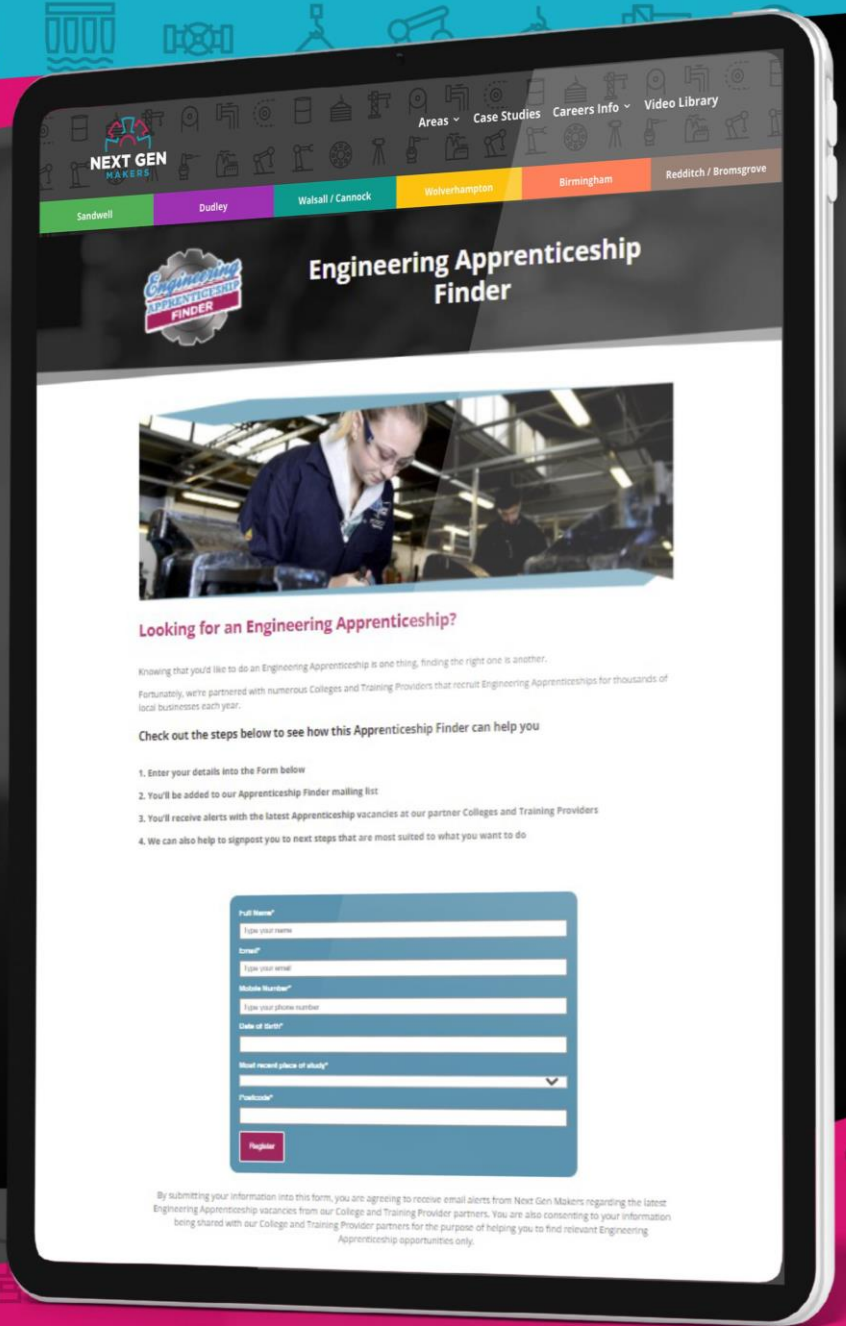 NEXT GEN
MAKERS
Areas
Case Studies
Careers Info
Video Library
Sandwell
Dudley
Walsall / Cannock
Wolverhampton
Birmingham
Redditch / Bromsgrove
Engineering
APPRENTICESHIP
FINDER
Engineering Apprenticeship
Finder
Looking for an Engineering Apprenticeship?
Knowing that you'd like to do an Engineering Apprenticeship is one thing, finding the right one is another.
Fortunately, we're partnered with numerous Colleges and Training Providers that recruit Engineering Apprenticeships for thousands of
local businesses each year.
Check out the steps below to see how this Apprenticeship Finder can help you
1. Enter your details into the Form below
2. You'll be added to our Apprenticeship Finder mailing list
3. You'll receive alerts with the latest Apprenticeship vacancies at our partner Colleges and Training Providers
4. We can also help to signpost you to next steps that are most suited to what you want to do
Full Name*
Type your name
Email*
Type your email
Mobile Number*
Type your phone number
Date of Birth*
Most recent place of study*
Postcode*
Register
By submitting your information into this form, you are agreeing to receive email alerts from Next Gen Makers regarding the latest
Engineering Apprenticeship vacancies from our College and Training Provider partners. You are also consenting to your information
being shared with our College and Training Provider partners for the purpose of helping you to find relevant Engineering
Apprenticeship opportunities only.